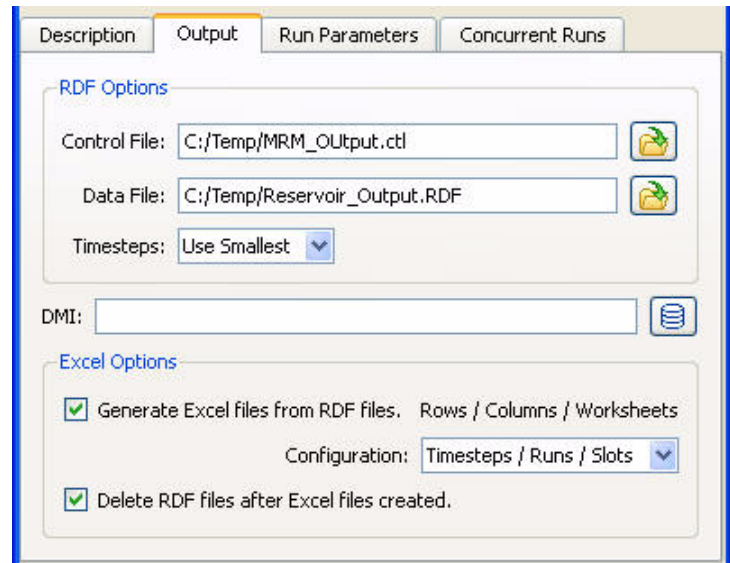 Description Output Run Parameters Concurrent Runs
RDF Options
Control File: C:/Temp/MRM_OUtput.ctl
Data File: C:/Temp/Reservoir_Output.RDF
Timesteps: Use Smallest
DMI:
Excel Options
Generate Excel files from RDF files. Rows / Columns / Worksheets
Configuration: Timesteps / Runs / Slots
Delete RDF files after Excel files created.